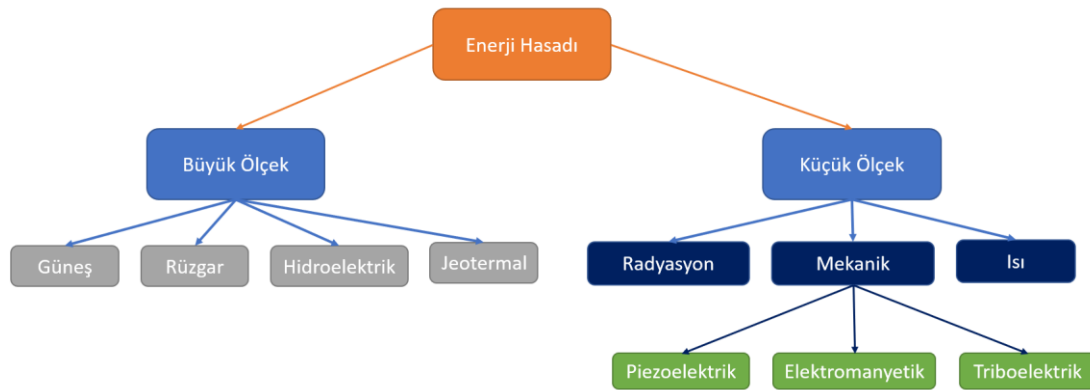 Enerji Hasadı
Büyük Ölçek
Küçük Ölçek
Güneş
Rüzgar
Hidroelektrik
Jeotermal
Radyasyon
Mekanik
Isı
Piezoelektrik
Elektromanyetik
Triboelektrik